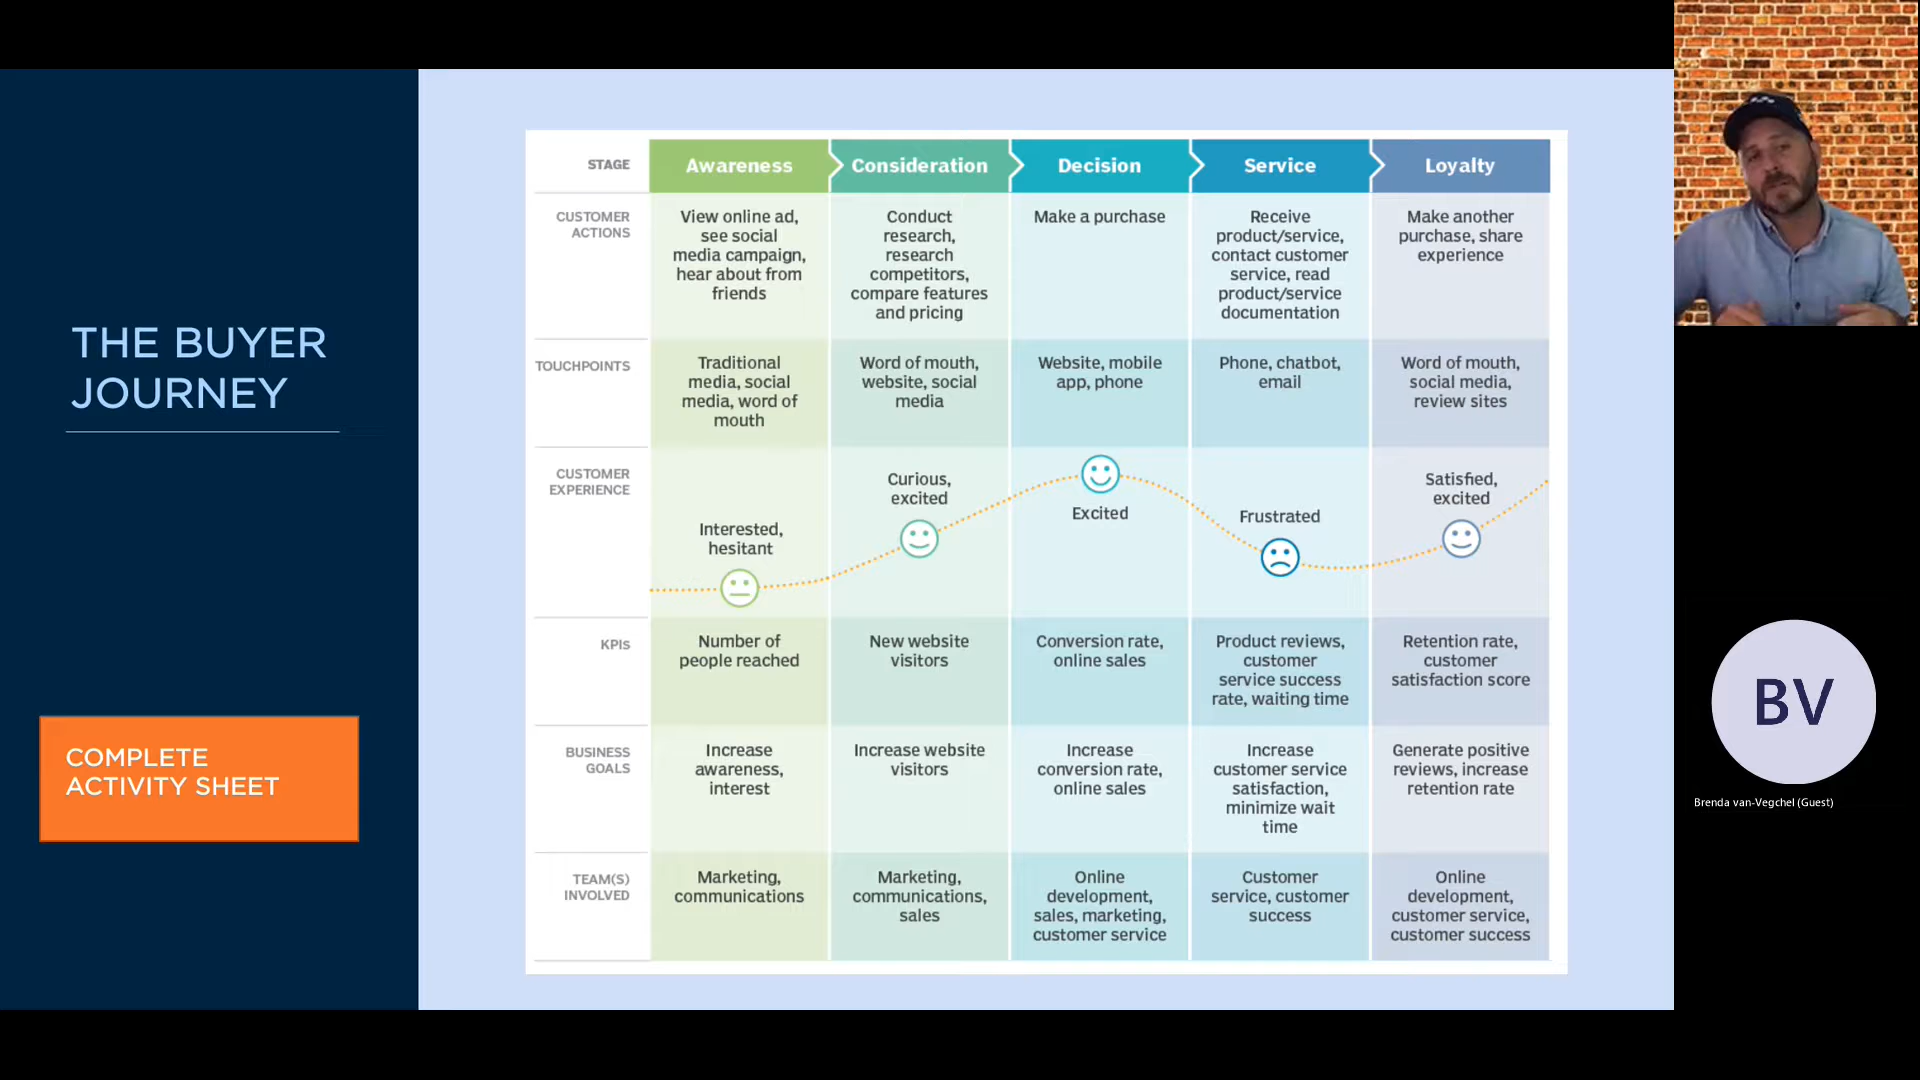 THE BUYER
JOURNEY
COMPLETE
ACTIVITY SHEET
STAGE
Awareness
Consideration
Decision
Service
Loyalty
CUSTOMER
ACTIONS
View online ad,
see social
media campaign,
hear about from
friends
Conduct
research,
research
competitors,
compare features
and pricing
Make a purchase
Receive
product/service,
contact customer
service, read
product/service
documentation
Make another
purchase, share
experience
TOUCHPOINTS
Traditional
media, social
media, word of
mouth
Word of mouth,
website, social
media
Website, mobile
app, phone
Phone, chatbot,
email
Word of mouth,
social media,
review sites
CUSTOMER
EXPERIENCE
Interested,
hesitant
Curious,
excited
Excited
Frustrated
Satisfied,
excited
KPIs
Number of
people reached
New website
visitors
Conversion rate,
online sales
Product reviews,
customer
service success
rate, waiting time
Retention rate,
customer
satisfaction score
BUSINESS
GOALS
Increase
awareness,
interest
Increase website
visitors
Increase
conversion rate,
online sales
Increase
customer service
satisfaction,
minimize wait
time
Generate positive
reviews, increase
retention rate
TEAM(S)
INVOLVED
Marketing,
communications
Marketing,
communications,
sales
Online
development,
sales, marketing,
customer service
Customer
service, customer
success
Online
development,
customer service,
customer success
BV
Brenda van-Vegchel (Guest)